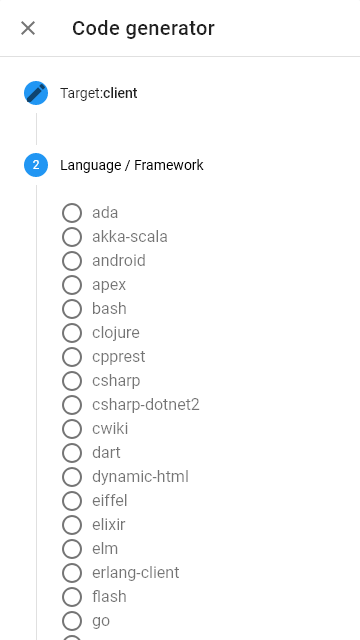 Code generator
Target:client
2 Language / Framework
ada
akka-scala
android
apex
bash
clojure
cpprest
csharp
csharp-dotnet2
cwiki
dart
dynamic-html
eiffel
elixir
elm
erlang-client
flash
go